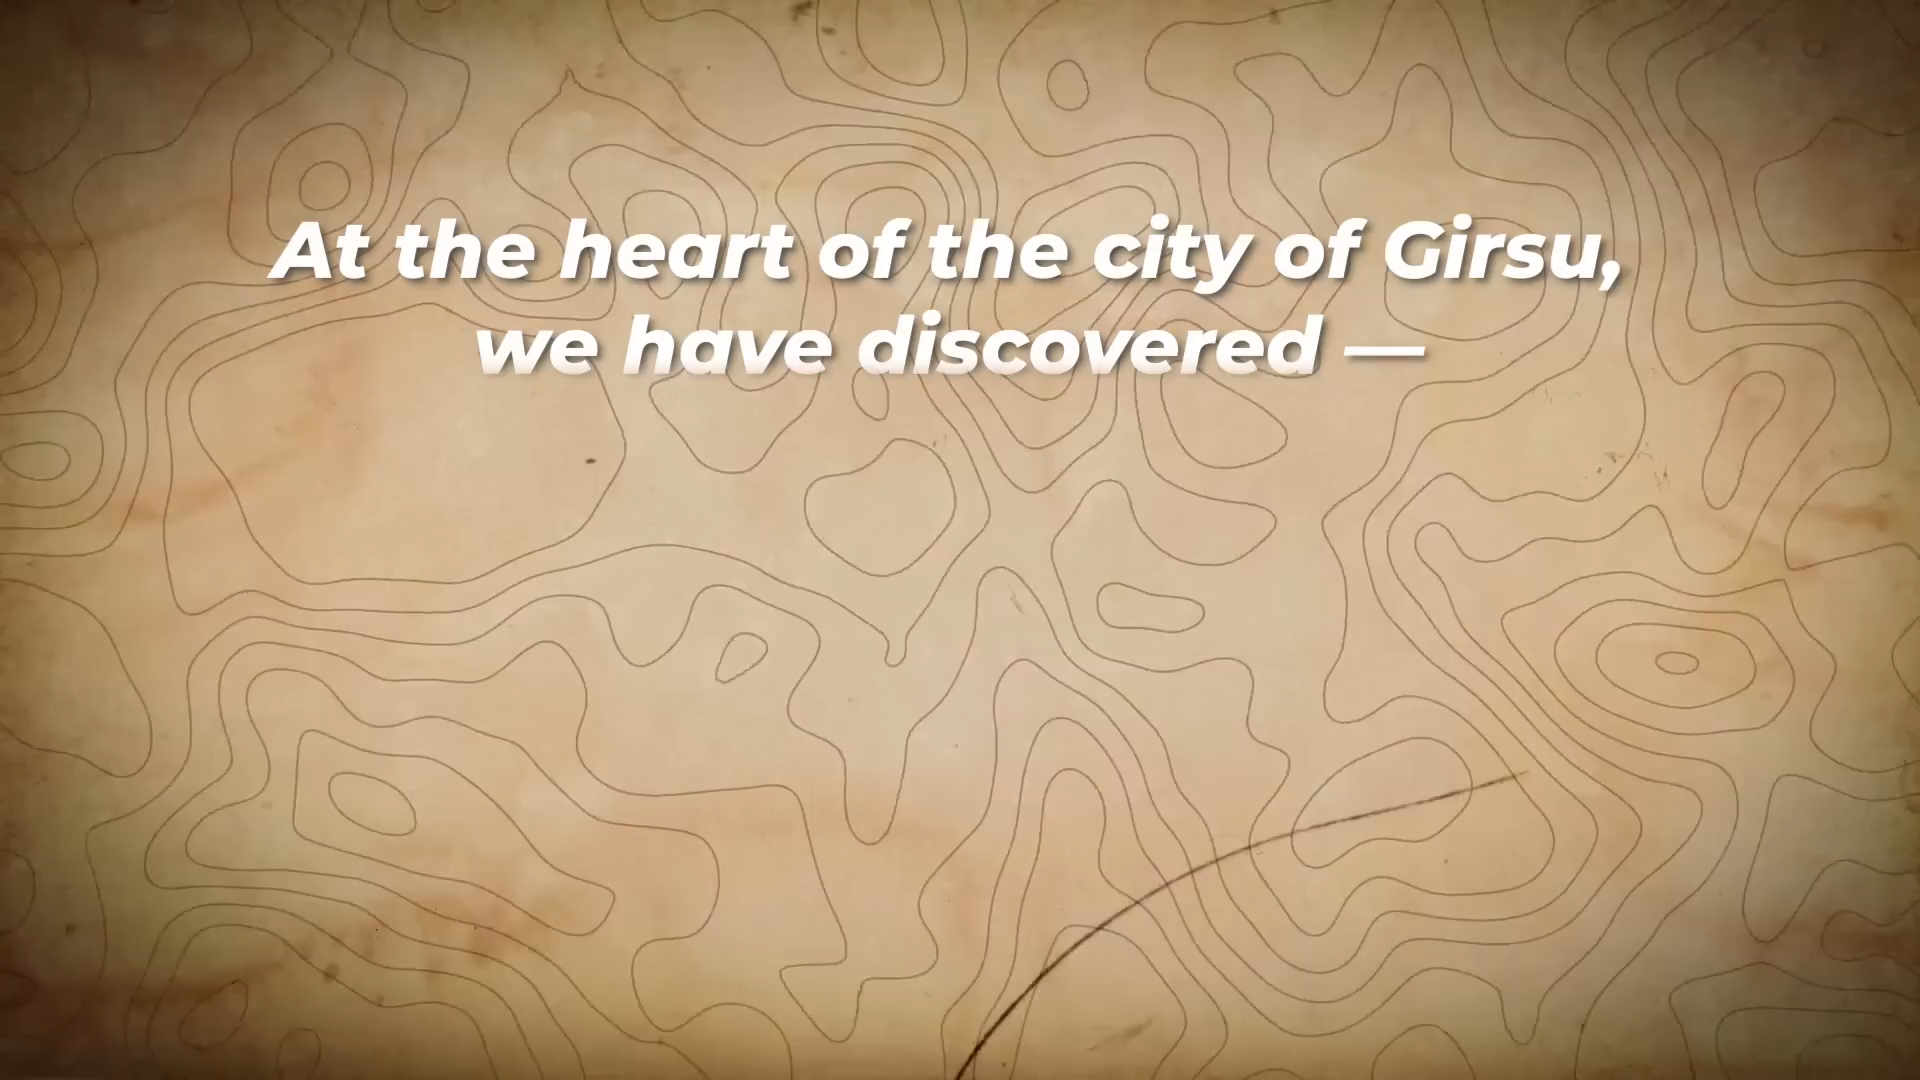 At the heart of the city of Girsu,
we have discovered —